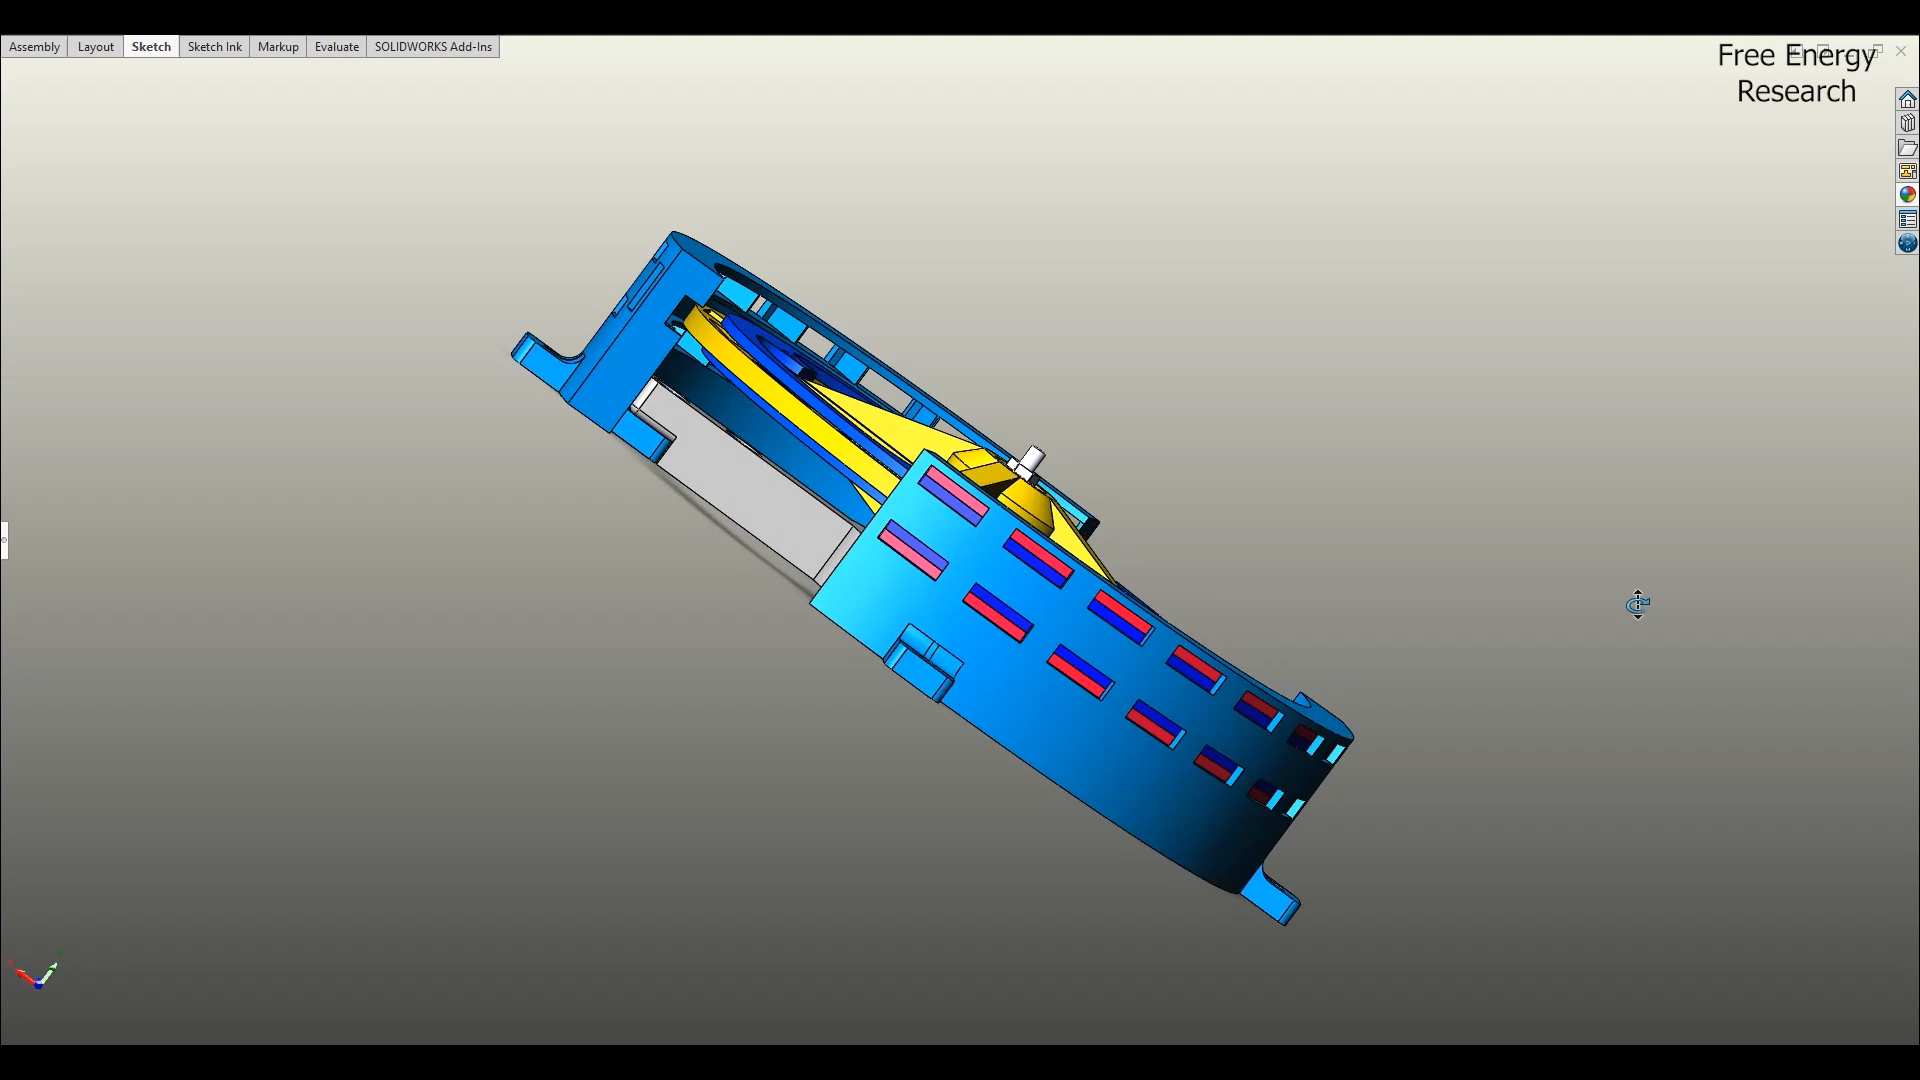 Assembly
Layout
Sketch
Sketch Ink
Markup
Evaluate
SOLIDWORKS Add-Ins
Free Energy
Research